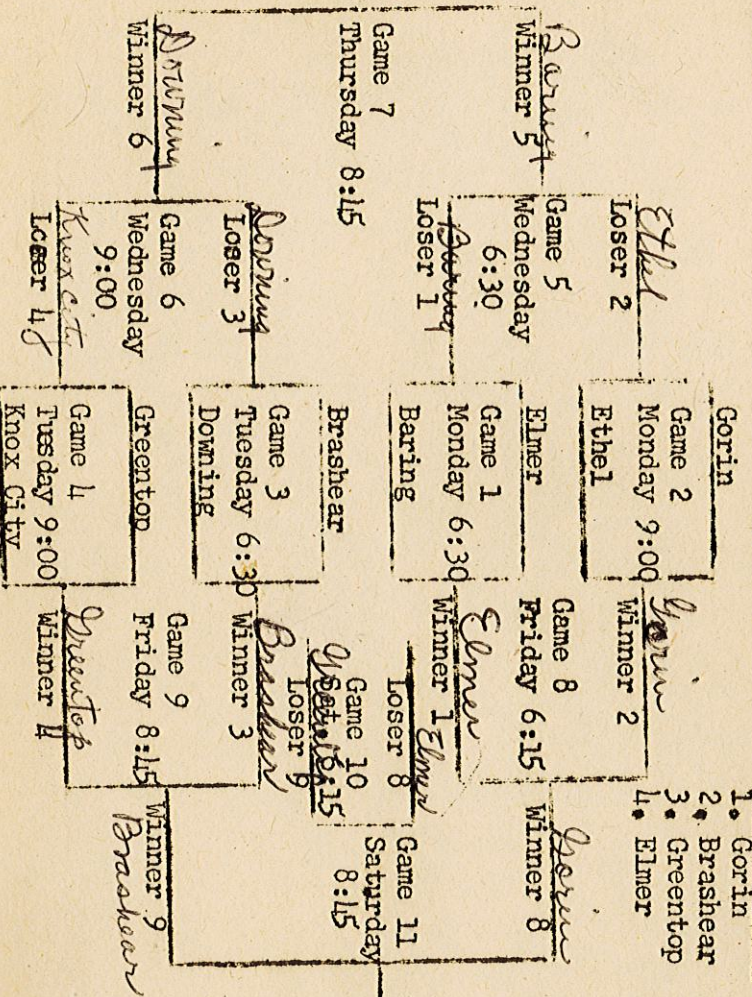 1. Gorin
2. Brashear
3. Greentop
4. Elmer
Gorin
Game 2
Monday 9:00
Ethel
Elmer
Game 1
Monday 6:30
Baring
Brashear
Game 3
Tuesday 6:30
Downing
Greentop
Game 4
Tuesday 9:00
Knox City
Ethel
Loser 2
Game 5
Wednesday
6:30
Baring
Loser 1
Downing
Loser 3
Game 6
Wednesday
9:00
Knox City
Loser 4
Baring
Winner 5
Game 7
Thursday 8:45
Downing
Winner 6
Gorin
Winner 2
Game 8
Friday 6:15
Elmer
Winner 1
Brashear
Winner 3
Game 9
Friday 8:45
Greentop
Winner 4
Elmer
Loser 8
Game 10
Sat. 6:15
Loser 9
Gorin
Winner 8
Game 11
Saturday
8:45
Winner 9
Brashear